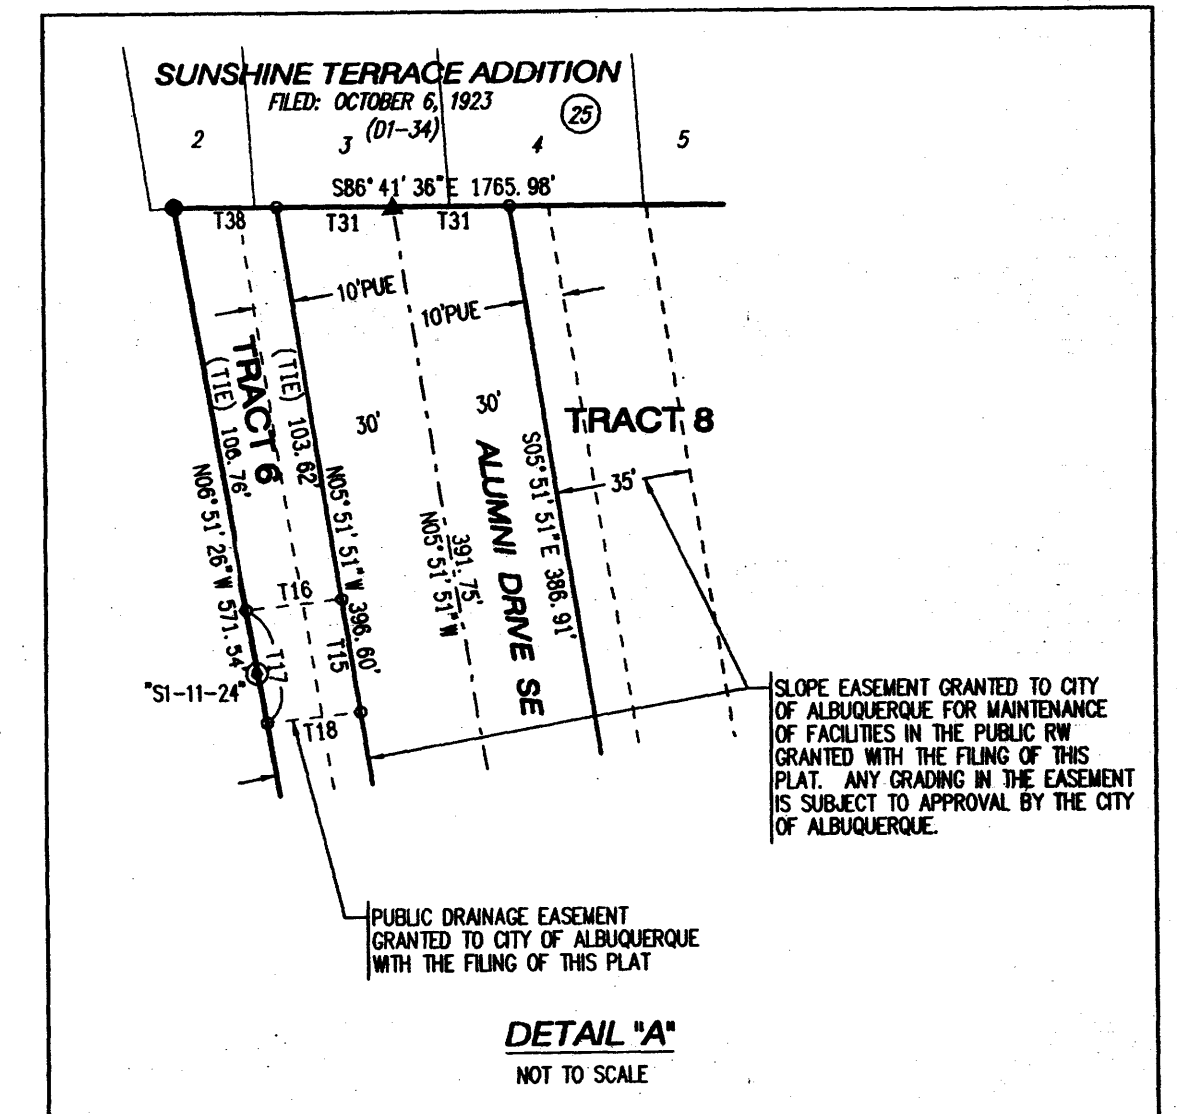 SUNSHINE TERRACE ADDITION
FILED: OCTOBER 6, 1923
(D1-34)
25
2
3
4
5
S86° 41' 36"E 1765.98'
T38
T31
T31
10'PUE
10'PUE
TRACT 6
(TIE) 106.76'
N06°51'26"W 571.54'
(TIE) 103.62'
N05°51'51"W 396.60'
30'
30'
391.75'
N05°51'51"W
ALUMNI DRIVE SE
S05°51'51"E 386.91'
TRACT 8
35'
T16
T15
T17
"S1-11-24"
T18
SLOPE EASEMENT GRANTED TO CITY
OF ALBUQUERQUE FOR MAINTENANCE
OF FACILITIES IN THE PUBLIC RW
GRANTED WITH THE FILING OF THIS
PLAT. ANY GRADING IN THE EASEMENT
IS SUBJECT TO APPROVAL BY THE CITY
OF ALBUQUERQUE.
PUBLIC DRAINAGE EASEMENT
GRANTED TO CITY OF ALBUQUERQUE
WITH THE FILING OF THIS PLAT
DETAIL "A"
NOT TO SCALE